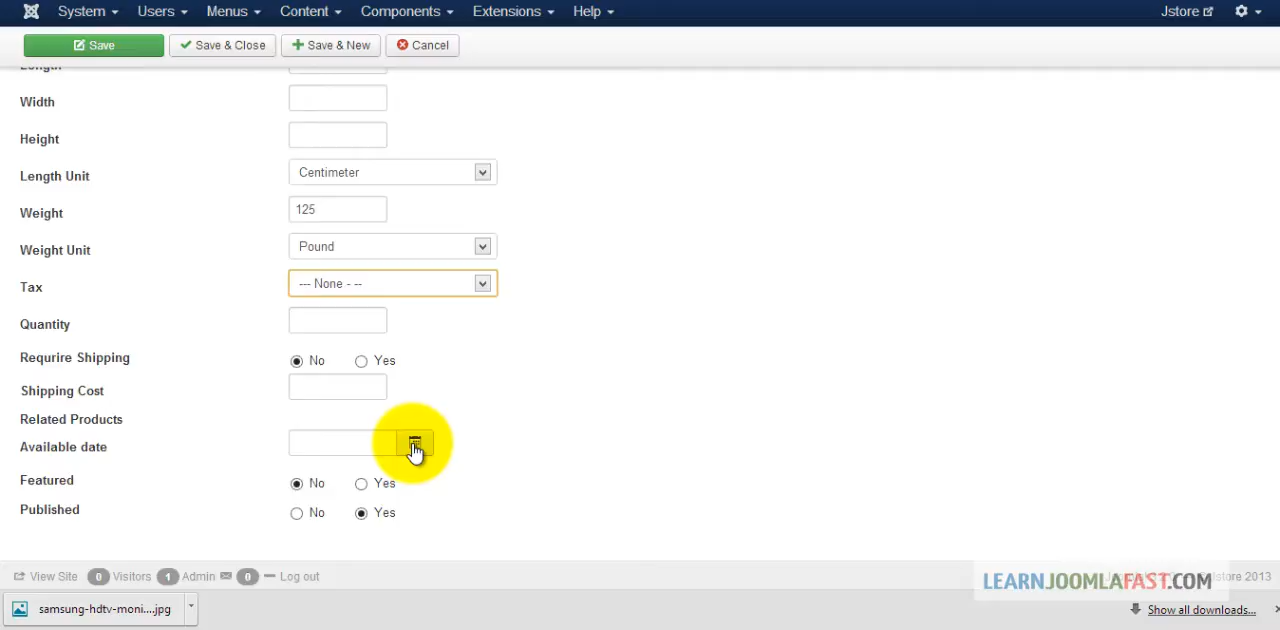 System Users Menus Content Components Extensions Help Jstore
Save Save & Close Save & New Cancel
Length
Width
Height
Length Unit Centimeter
Weight 125
Weight Unit Pound
Tax --- None - --
Quantity
Requrire Shipping No Yes
Shipping Cost
Related Products
Available date
Featured No Yes
Published No Yes
View Site 0 Visitors 1 Admin 0 Log out
store 2013
LEARNJOOMLAFAST.COM
samsung-hdtv-moni....jpg Show all downloads...